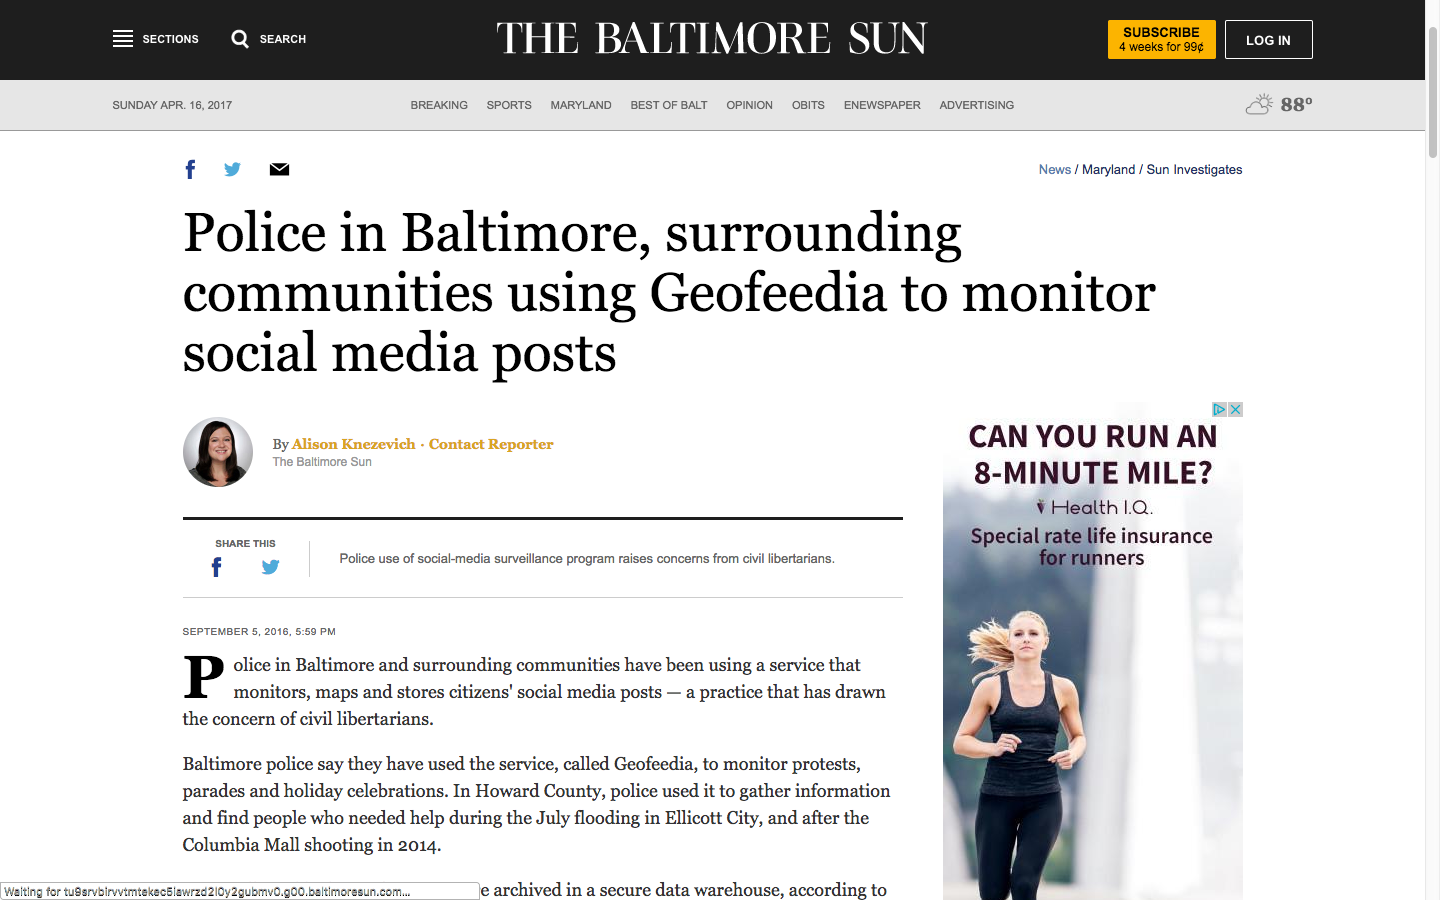 SECTIONS
SEARCH
THE BALTIMORE SUN
SUBSCRIBE
4 weeks for 99¢
LOG IN
SUNDAY APR. 16, 2017
BREAKING SPORTS MARYLAND BEST OF BALT OPINION OBITS ENEWSPAPER ADVERTISING
88°
News / Maryland / Sun Investigates
Police in Baltimore, surrounding
communities using Geofeedia to monitor
social media posts
By Alison Knezevich · Contact Reporter
The Baltimore Sun
SHARE THIS
Police use of social-media surveillance program raises concerns from civil libertarians.
SEPTEMBER 5, 2016, 5:59 PM
Police in Baltimore and surrounding communities have been using a service that
monitors, maps and stores citizens' social media posts — a practice that has drawn
the concern of civil libertarians.
Baltimore police say they have used the service, called Geofeedia, to monitor protests,
parades and holiday celebrations. In Howard County, police used it to gather information
and find people who needed help during the July flooding in Ellicott City, and after the
Columbia Mall shooting in 2014.
e archived in a secure data warehouse, according to
CAN YOU RUN AN
8-MINUTE MILE?
Health I.Q.
Special rate life insurance
for runners